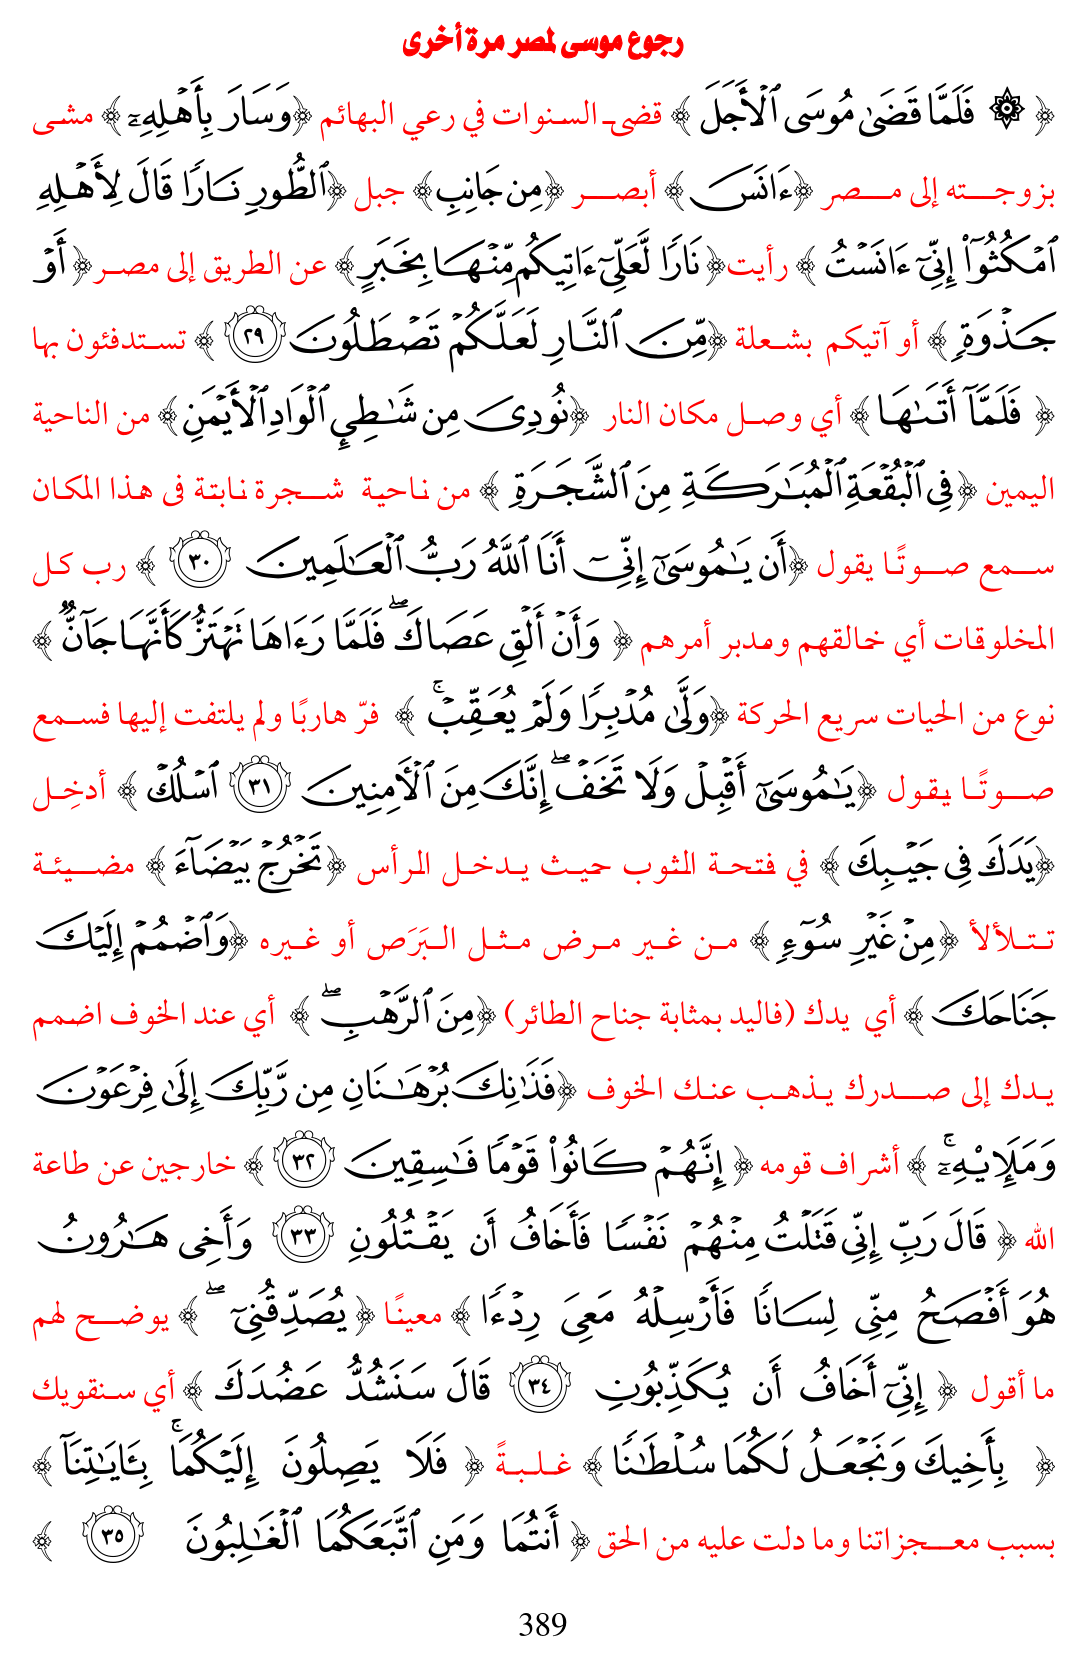 رجوع موسى لمصر مرة أخرى
﴿ ۞ فَلَمَّا قَضَىٰ مُوسَى ٱلْأَجَلَ ﴾ قضى السنوات في رعي البهائم ﴿وَسَارَ بِأَهْلِهِۦٓ ﴾ مشى
بزوجته إلى مصر ﴿ءَانَسَ ﴾ أبصر ﴿مِن جَانِبِ﴾ جبل ﴿ٱلطُّورِ نَارًا قَالَ لِأَهْلِهِ
ٱمْكُثُوٓا۟ إِنِّىٓ ءَانَسْتُ ﴾ رأيت﴿نَارًا لَّعَلِّىٓ ءَاتِيكُم مِّنْهَا بِخَبَرٍ﴾ عن الطريق إلى مصر﴿ أَوْ
جَذْوَةٍ ﴾ أو آتيكم بشعلة ﴿مِّنَ ٱلنَّارِ لَعَلَّكُمْ تَصْطَلُونَ ٢٩ ﴾ تستدفئون بها
﴿ فَلَمَّآ أَتَىٰهَا ﴾ أي وصل مكان النار ﴿نُودِىَ مِن شَـٰطِئِ ٱلْوَادِ ٱلْأَيْمَنِ﴾ من الناحية
اليمين ﴿فِى ٱلْبُقْعَةِ ٱلْمُبَـٰرَكَةِ مِنَ ٱلشَّجَرَةِ ﴾ من ناحية شجرة نابتة فى هذا المكان
سمع صوتًا يقول ﴿أَن يَـٰمُوسَىٰٓ إِنِّىٓ أَنَا ٱللَّهُ رَبُّ ٱلْعَـٰلَمِينَ ٣٠ ﴾ رب كل
المخلوقات أي خالقهم ومدبر أمرهم ﴿ وَأَنْ أَلْقِ عَصَاكَ ۖ فَلَمَّا رَءَاهَا تَهْتَزُّ كَأَنَّهَا جَآنٌّ ﴾
نوع من الحيات سريع الحركة ﴿وَلَّىٰ مُدْبِرًا وَلَمْ يُعَقِّبْ ۚ ﴾ فرّ هاربًا ولم يلتفت إليها فسمع
صوتًا يقول ﴿يَـٰمُوسَىٰٓ أَقْبِلْ وَلَا تَخَفْ ۖ إِنَّكَ مِنَ ٱلْـَٔامِنِينَ ٣١ ٱسْلُكْ ﴾ أدخِل
﴿يَدَكَ فِى جَيْبِكَ ﴾ في فتحة الثوب حيث يدخل الرأس ﴿تَخْرُجْ بَيْضَآءَ ﴾ مضيئة
تتلألأ ﴿مِنْ غَيْرِ سُوٓءٍ ﴾ من غير مرض مثل البَرَص أو غيره ﴿وَٱضْمُمْ إِلَيْكَ
جَنَاحَكَ ﴾ أي يدك (فاليد بمثابة جناح الطائر) ﴿مِنَ ٱلرَّهْبِ ۖ ﴾ أي عند الخوف اضمم
يدك إلى صدرك يذهب عنك الخوف ﴿فَذَٰنِكَ بُرْهَـٰنَانِ مِن رَّبِّكَ إِلَىٰ فِرْعَوْنَ
وَمَلَإِي۟هِۦٓ ۚ ﴾ أشراف قومه ﴿ إِنَّهُمْ كَانُوا۟ قَوْمًا فَـٰسِقِينَ ٣٢ ﴾ خارجين عن طاعة
الله ﴿ قَالَ رَبِّ إِنِّى قَتَلْتُ مِنْهُمْ نَفْسًا فَأَخَافُ أَن يَقْتُلُونِ ٣٣ وَأَخِى هَـٰرُونُ
هُوَ أَفْصَحُ مِنِّى لِسَانًا فَأَرْسِلْهُ مَعِىَ رِدْءًا ﴾ معينًا ﴿ يُصَدِّقُنِىٓ ۖ ﴾ يوضح لهم
ما أقول ﴿ إِنِّىٓ أَخَافُ أَن يُكَذِّبُونِ ٣٤ قَالَ سَنَشُدُّ عَضُدَكَ ﴾ أي سنقويك
﴿ بِأَخِيكَ وَنَجْعَلُ لَكُمَا سُلْطَـٰنًا ﴾ غلبةً ﴿ فَلَا يَصِلُونَ إِلَيْكُمَا ۚ بِـَٔايَـٰتِنَآ ﴾
بسبب معجزاتنا وما دلت عليه من الحق ﴿ أَنتُمَا وَمَنِ ٱتَّبَعَكُمَا ٱلْغَـٰلِبُونَ ٣٥ ﴾
389